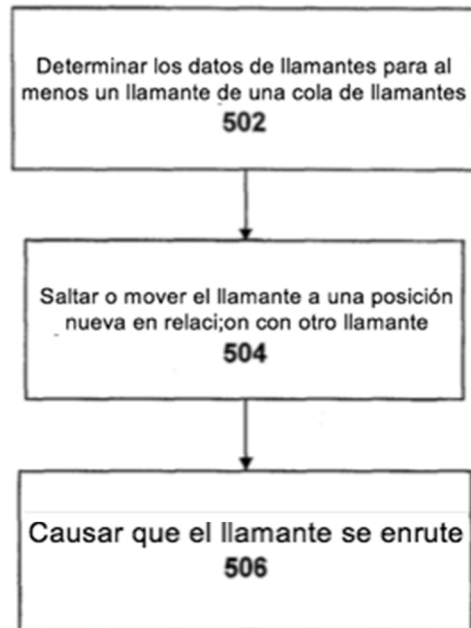 Determinar los datos de llamantes para al
menos un llamante de una cola de llamantes
502
Saltar o mover el llamante a una posición
nueva en relaci;on con otro llamante
504
Causar que el llamante se enrute
506